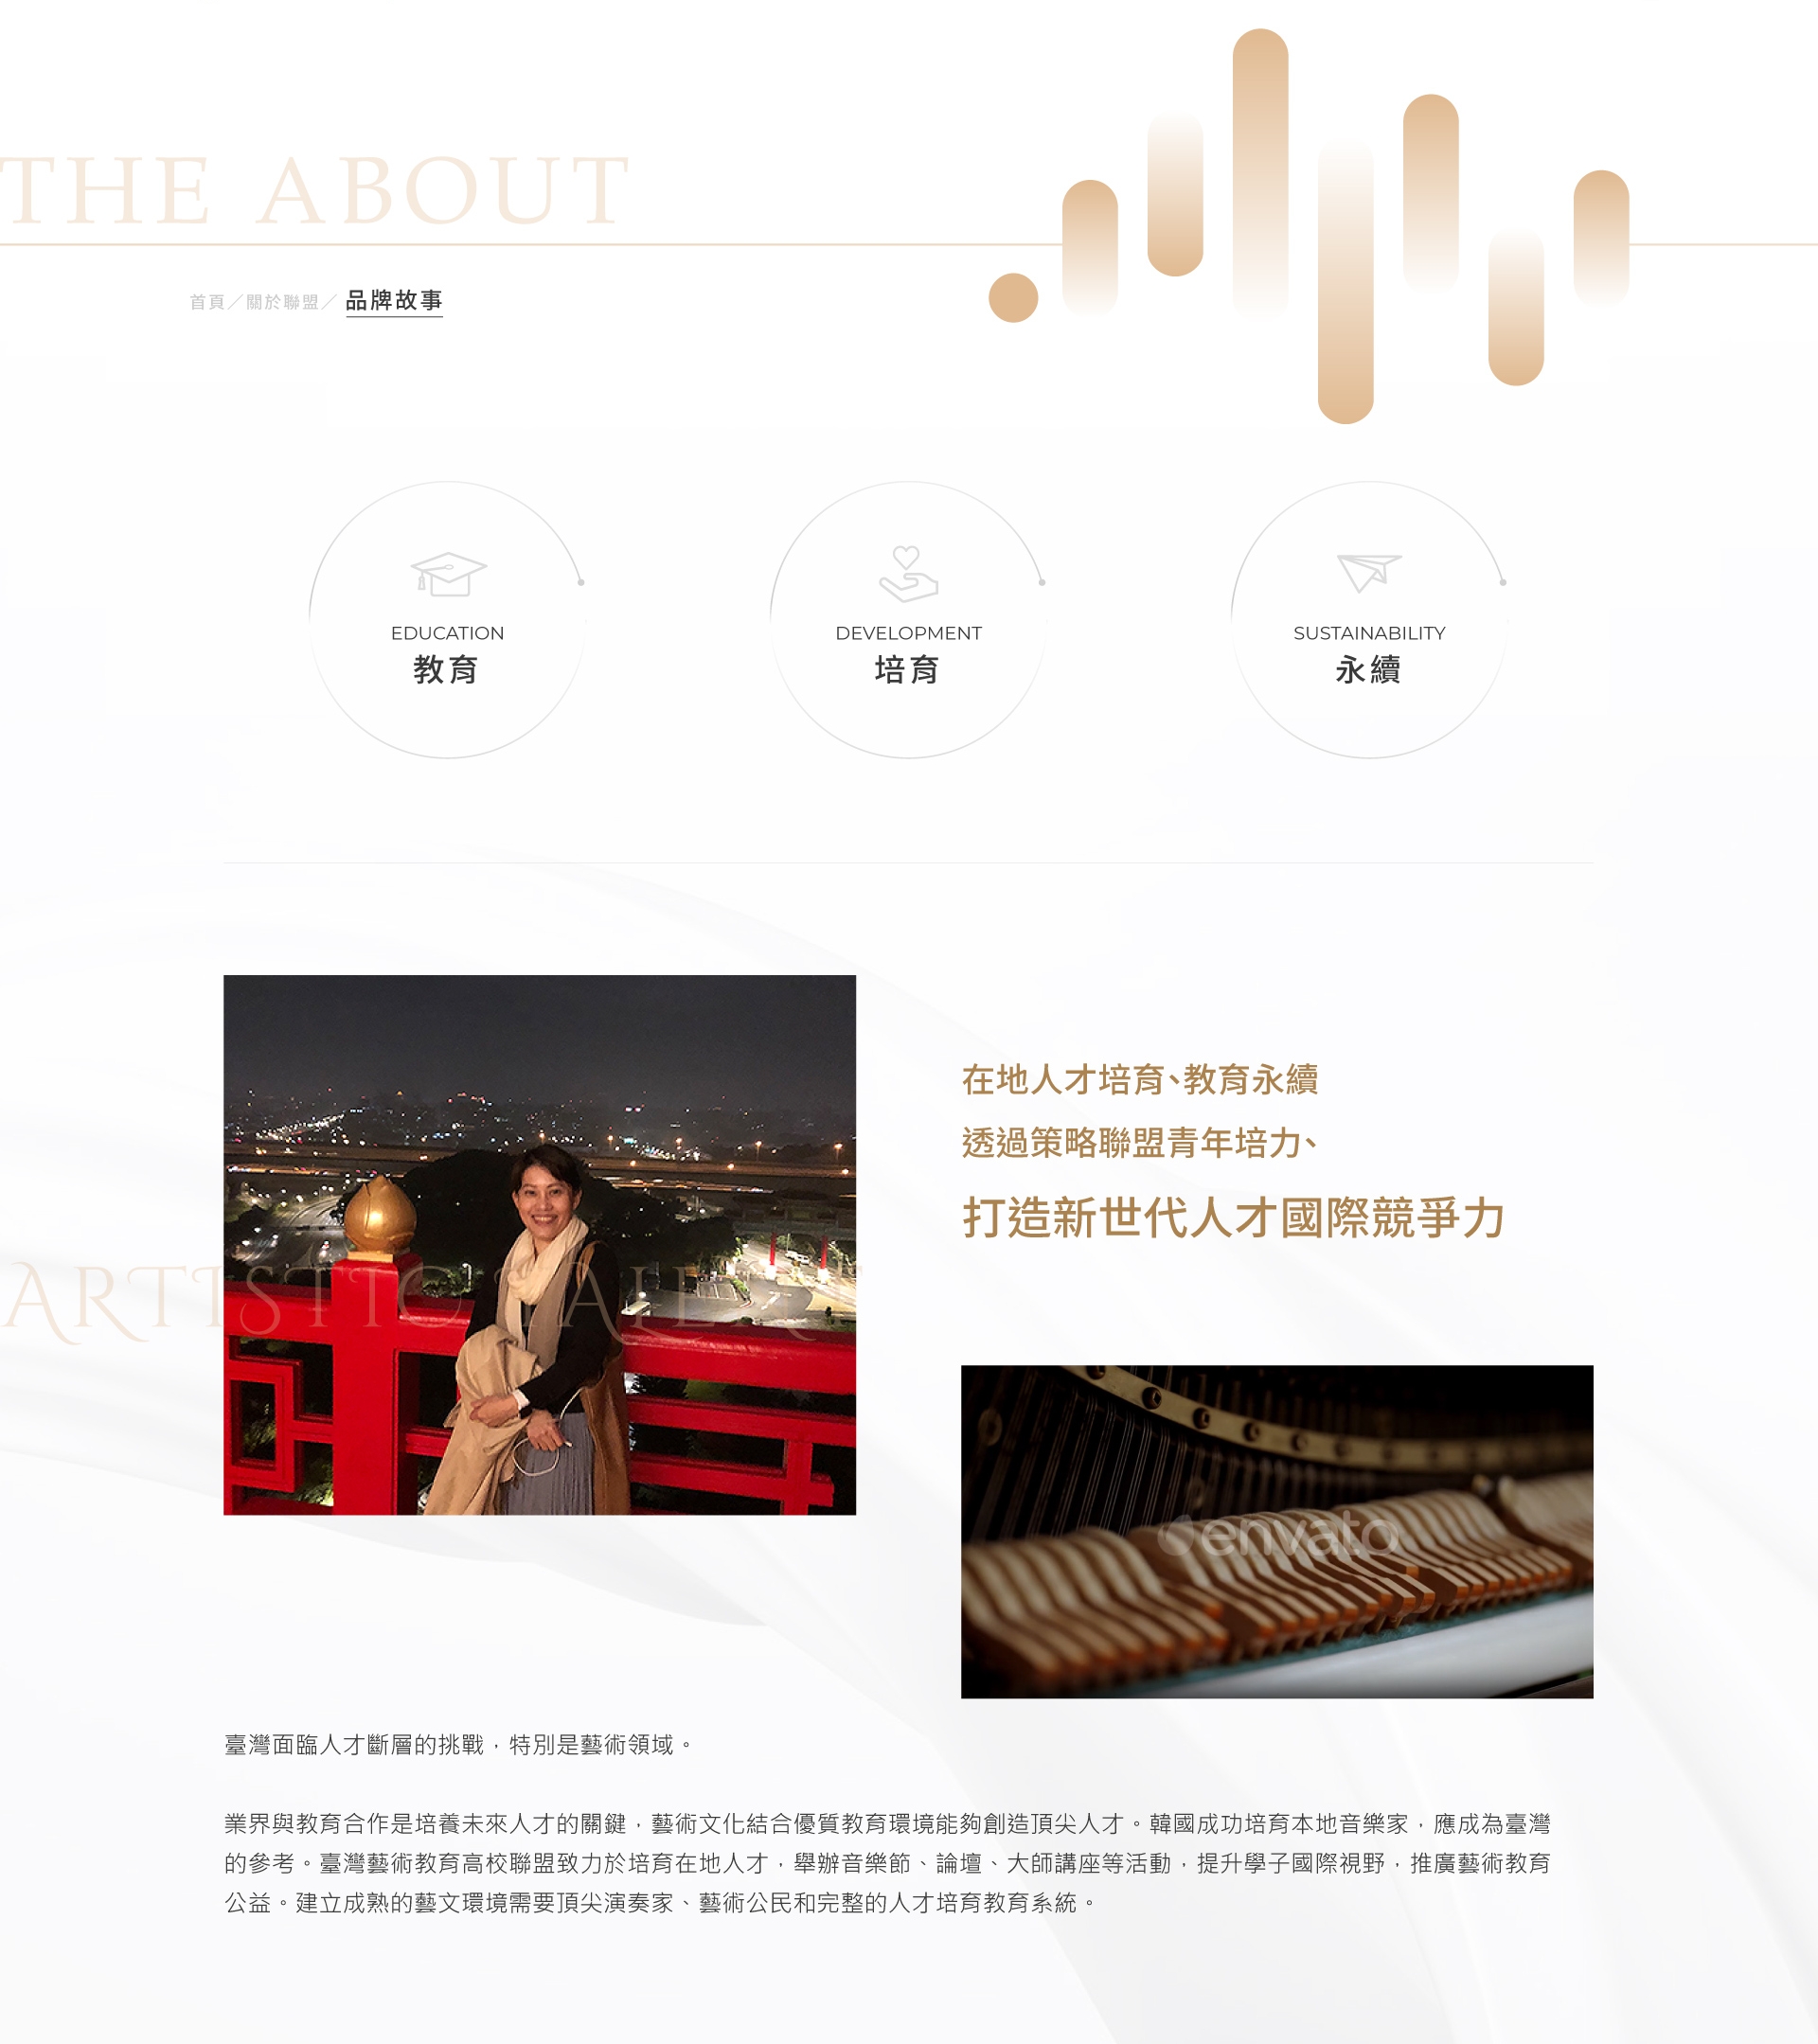 THE ABOUT
首頁／關於聯盟／ 品牌故事
EDUCATION
教育
DEVELOPMENT
培育
SUSTAINABILITY
永續
在地人才培育、教育永續
透過策略聯盟青年培力、
打造新世代人才國際競爭力
ARTISTIC TALENT
envato
臺灣面臨人才斷層的挑戰，特別是藝術領域。
業界與教育合作是培養未來人才的關鍵，藝術文化結合優質教育環境能夠創造頂尖人才。韓國成功培育本地音樂家，應成為臺灣
的參考。臺灣藝術教育高校聯盟致力於培育在地人才，舉辦音樂節、論壇、大師講座等活動，提升學子國際視野，推廣藝術教育
公益。建立成熟的藝文環境需要頂尖演奏家、藝術公民和完整的人才培育教育系統。